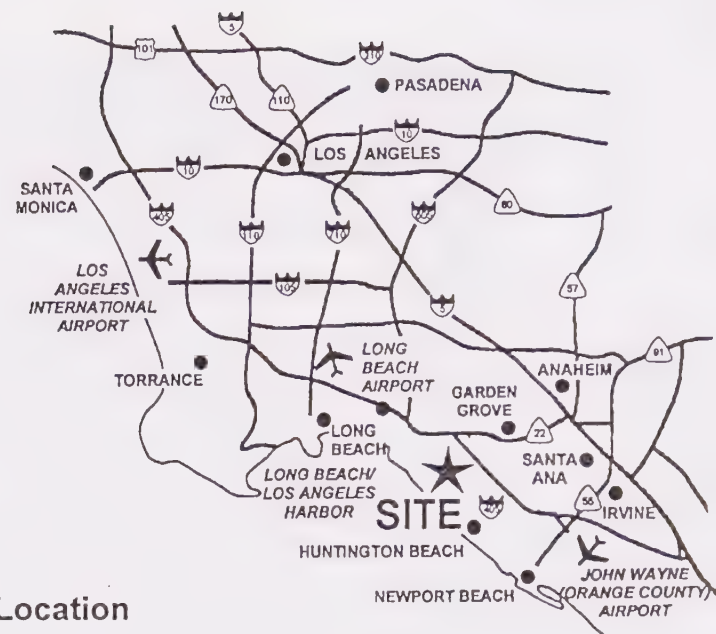 5
101
210
170
110
PASADENA
10
LOS ANGELES
10
SANTA
MONICA
60
405
110
710
605
LOS
ANGELES
INTERNATIONAL
AIRPORT
105
5
57
91
TORRANCE
LONG
BEACH
AIRPORT
ANAHEIM
GARDEN
GROVE
22
LONG
BEACH
SANTA
ANA
LONG BEACH/
LOS ANGELES
HARBOR
55
IRVINE
SITE
HUNTINGTON BEACH
NEWPORT BEACH
JOHN WAYNE
(ORANGE COUNTY)
AIRPORT
Location